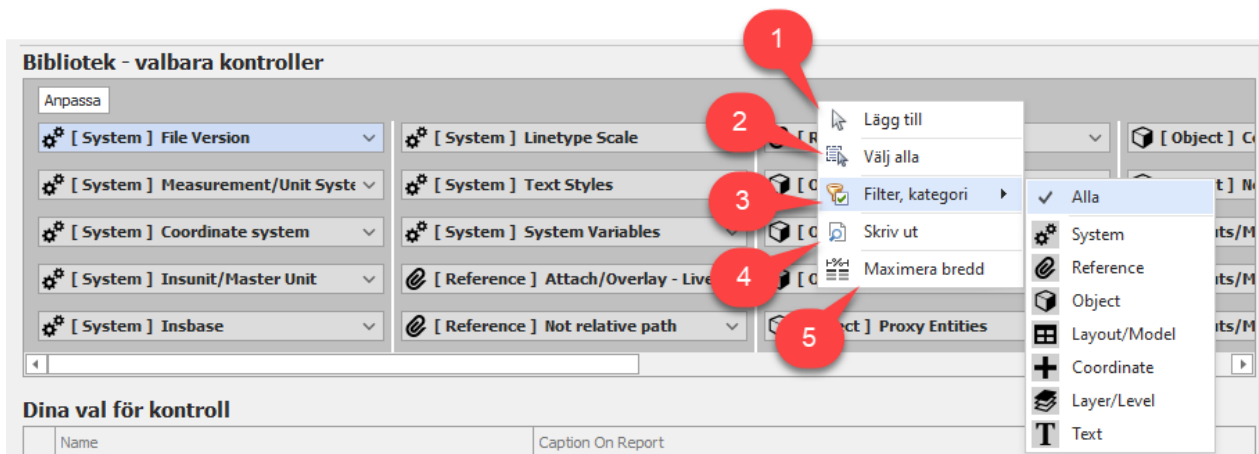 1
Bibliotek - valbara kontroller
Anpassa
[ System ] File Version
[ System ] Linetype Scale
[ Object ]
[ System ] Measurement/Unit
[ System ] Text Styles
[ System ] Coordinate system
[ System ] System Variables
[ System ] Insunit/Master Unit
[ Reference ] Attach/Overlay -
[ System ] Insbase
[ Reference ] Not relative path
Proxy Entities
2
3
4
5
Lägg till
Välj alla
Filter, kategori
Skriv ut
Maximera bredd
Alla
System
Reference
Object
Layout/Model
Coordinate
Layer/Level
Text
Dina val för kontroll
Name
Caption On Report